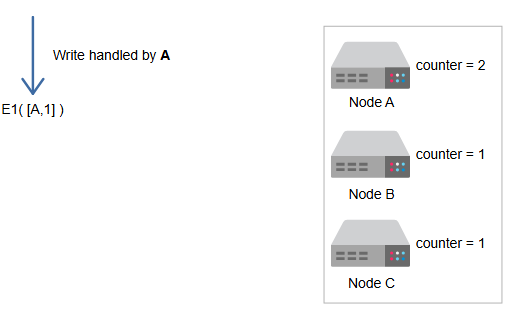 Write handled by A
E1( [A,1] )
counter = 2
Node A
counter = 1
Node B
counter = 1
Node C